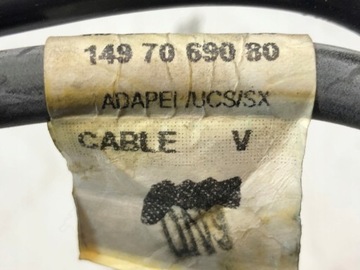 149 70 690 80
ADAPEI/UCS/SX
CABLE V